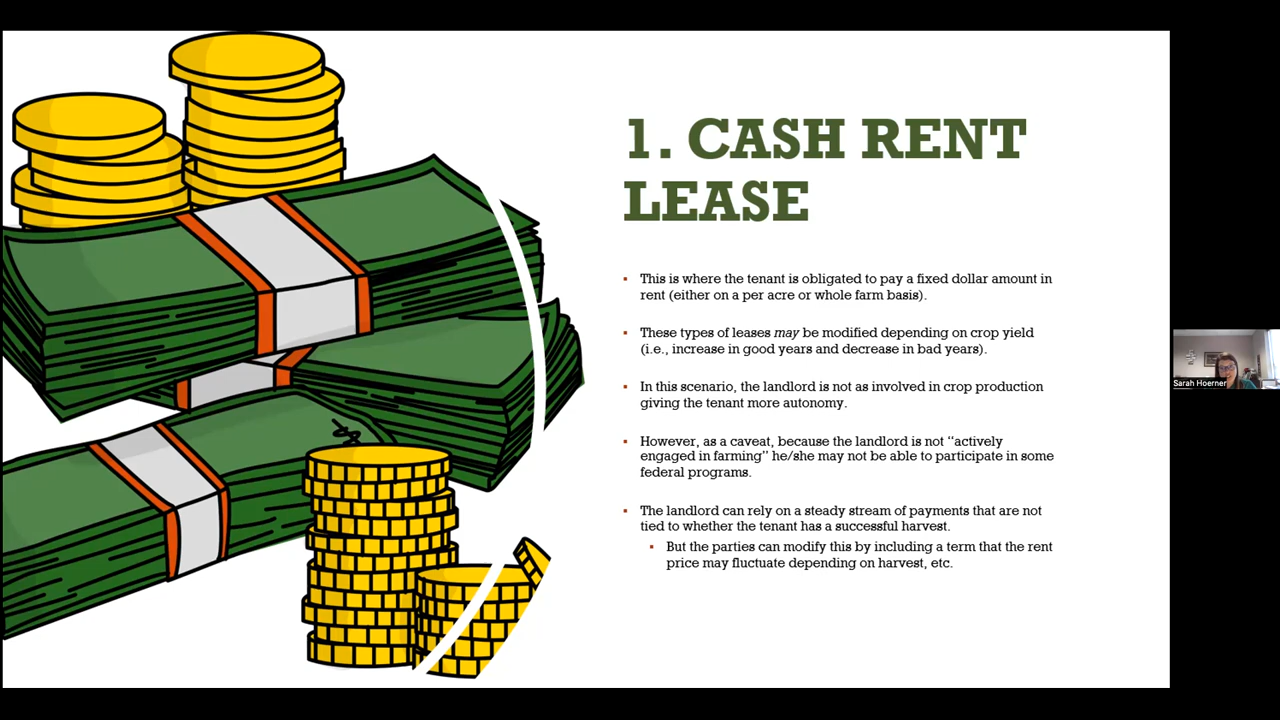 1. CASH RENT
LEASE
▪ This is where the tenant is obligated to pay a fixed dollar amount in
rent (either on a per acre or whole farm basis).
▪ These types of leases may be modified depending on crop yield
(i.e., increase in good years and decrease in bad years).
▪ In this scenario, the landlord is not as involved in crop production
giving the tenant more autonomy.
▪ However, as a caveat, because the landlord is not “actively
engaged in farming” he/she may not be able to participate in some
federal programs.
▪ The landlord can rely on a steady stream of payments that are not
tied to whether the tenant has a successful harvest.
▪ But the parties can modify this by including a term that the rent
price may fluctuate depending on harvest, etc.
$
Sarah Hoerner